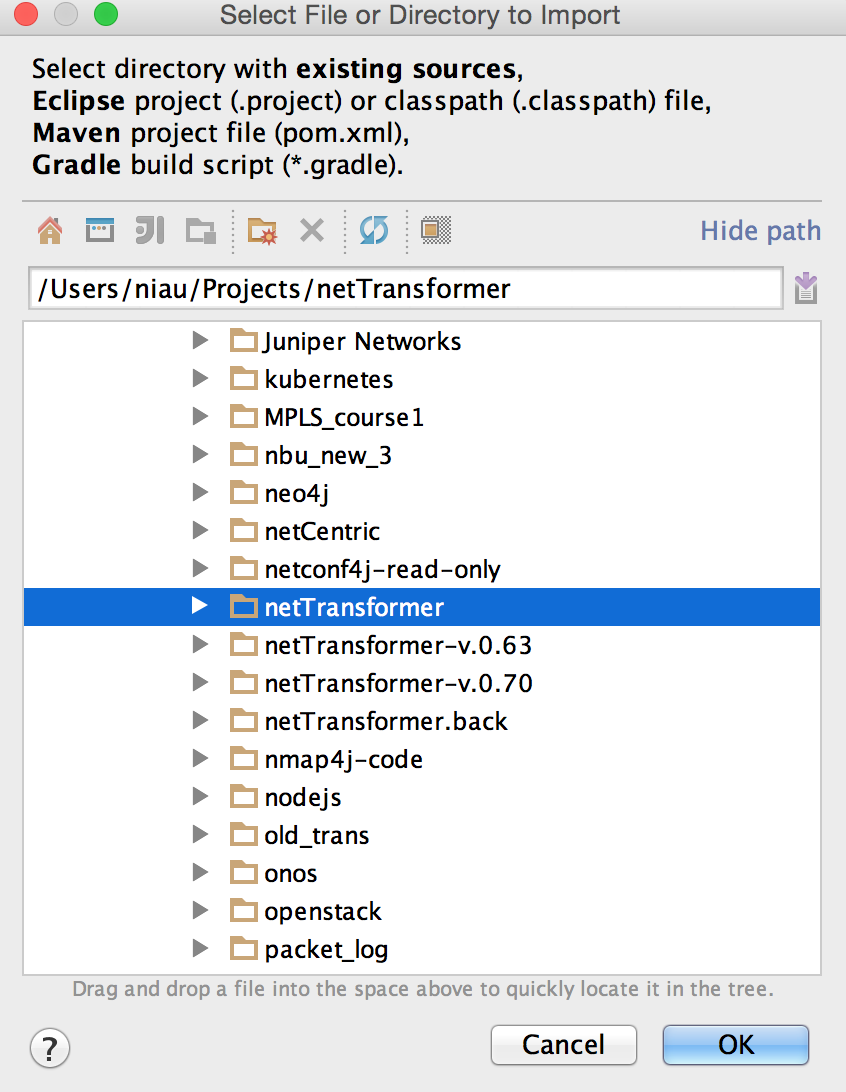 Select File or Directory to Import
Select directory with existing sources,
Eclipse project (.project) or classpath (.classpath) file,
Maven project file (pom.xml),
Gradle build script (*.gradle).
Hide path
/Users/niau/Projects/netTransformer
Juniper Networks
kubernetes
MPLS_course1
nbu_new_3
neo4j
netCentric
netconf4j-read-only
netTransformer
netTransformer-v.0.63
netTransformer-v.0.70
netTransformer.back
nmap4j-code
nodejs
old_trans
onos
openstack
packet_log
Drag and drop a file into the space above to quickly locate it in the tree.
? Cancel OK